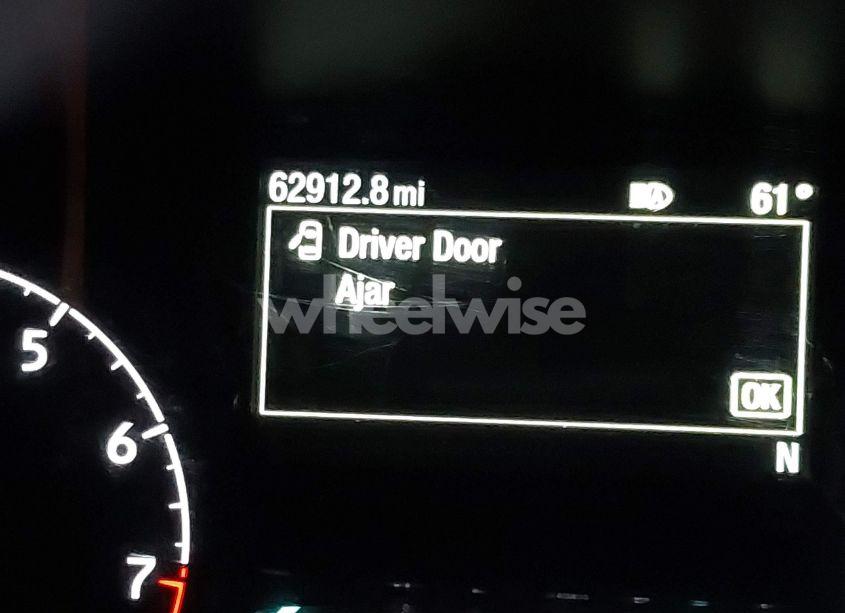 62912.8 mi 61°
Driver Door
Ajar
wheelwise
OK
N
5
6
7